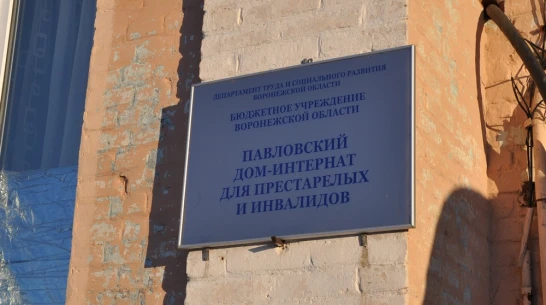 ДЕПАРТАМЕНТ ТРУДА И СОЦИАЛЬНОГО РАЗВИТИЯ
ВОРОНЕЖСКОЙ ОБЛАСТИ
БЮДЖЕТНОЕ УЧРЕЖДЕНИЕ
ВОРОНЕЖСКОЙ ОБЛАСТИ
ПАВЛОВСКИЙ
ДОМ-ИНТЕРНАТ
ДЛЯ ПРЕСТАРЕЛЫХ
И ИНВАЛИДОВ